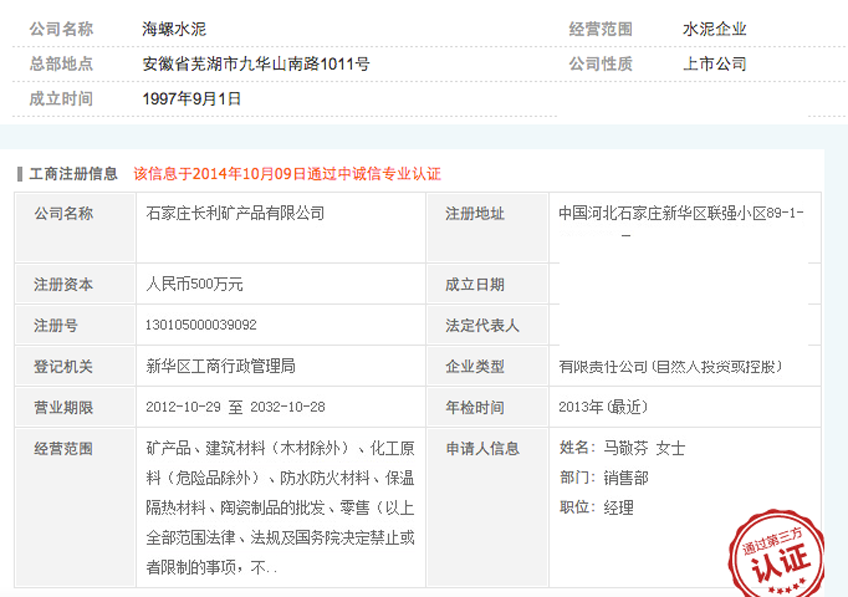 公司名称 海螺水泥 经营范围 水泥企业
总部地点 安徽省芜湖市九华山南路1011号 公司性质 上市公司
成立时间 1997年9月1日
工商注册信息 该信息于2014年10月09日通过中诚信专业认证
公司名称 石家庄长利矿产品有限公司 注册地址 中国河北石家庄新华区联强小区89-1-
注册资本 人民币500万元 成立日期
注册号 130105000039092 法定代表人
登记机关 新华区工商行政管理局 企业类型 有限责任公司(自然人投资或控股)
营业期限 2012-10-29 至 2032-10-28 年检时间 2013年(最近)
经营范围 矿产品、建筑材料（木材除外）、化工原 申请人信息 姓名：马敬芬 女士
料（危险品除外）、防水防火材料、保温 部门：销售部
隔热材料、陶瓷制品的批发、零售（以上 职位：经理
全部范围法律、法规及国务院决定禁止或
者限制的事项，不..
通过第三方
认证